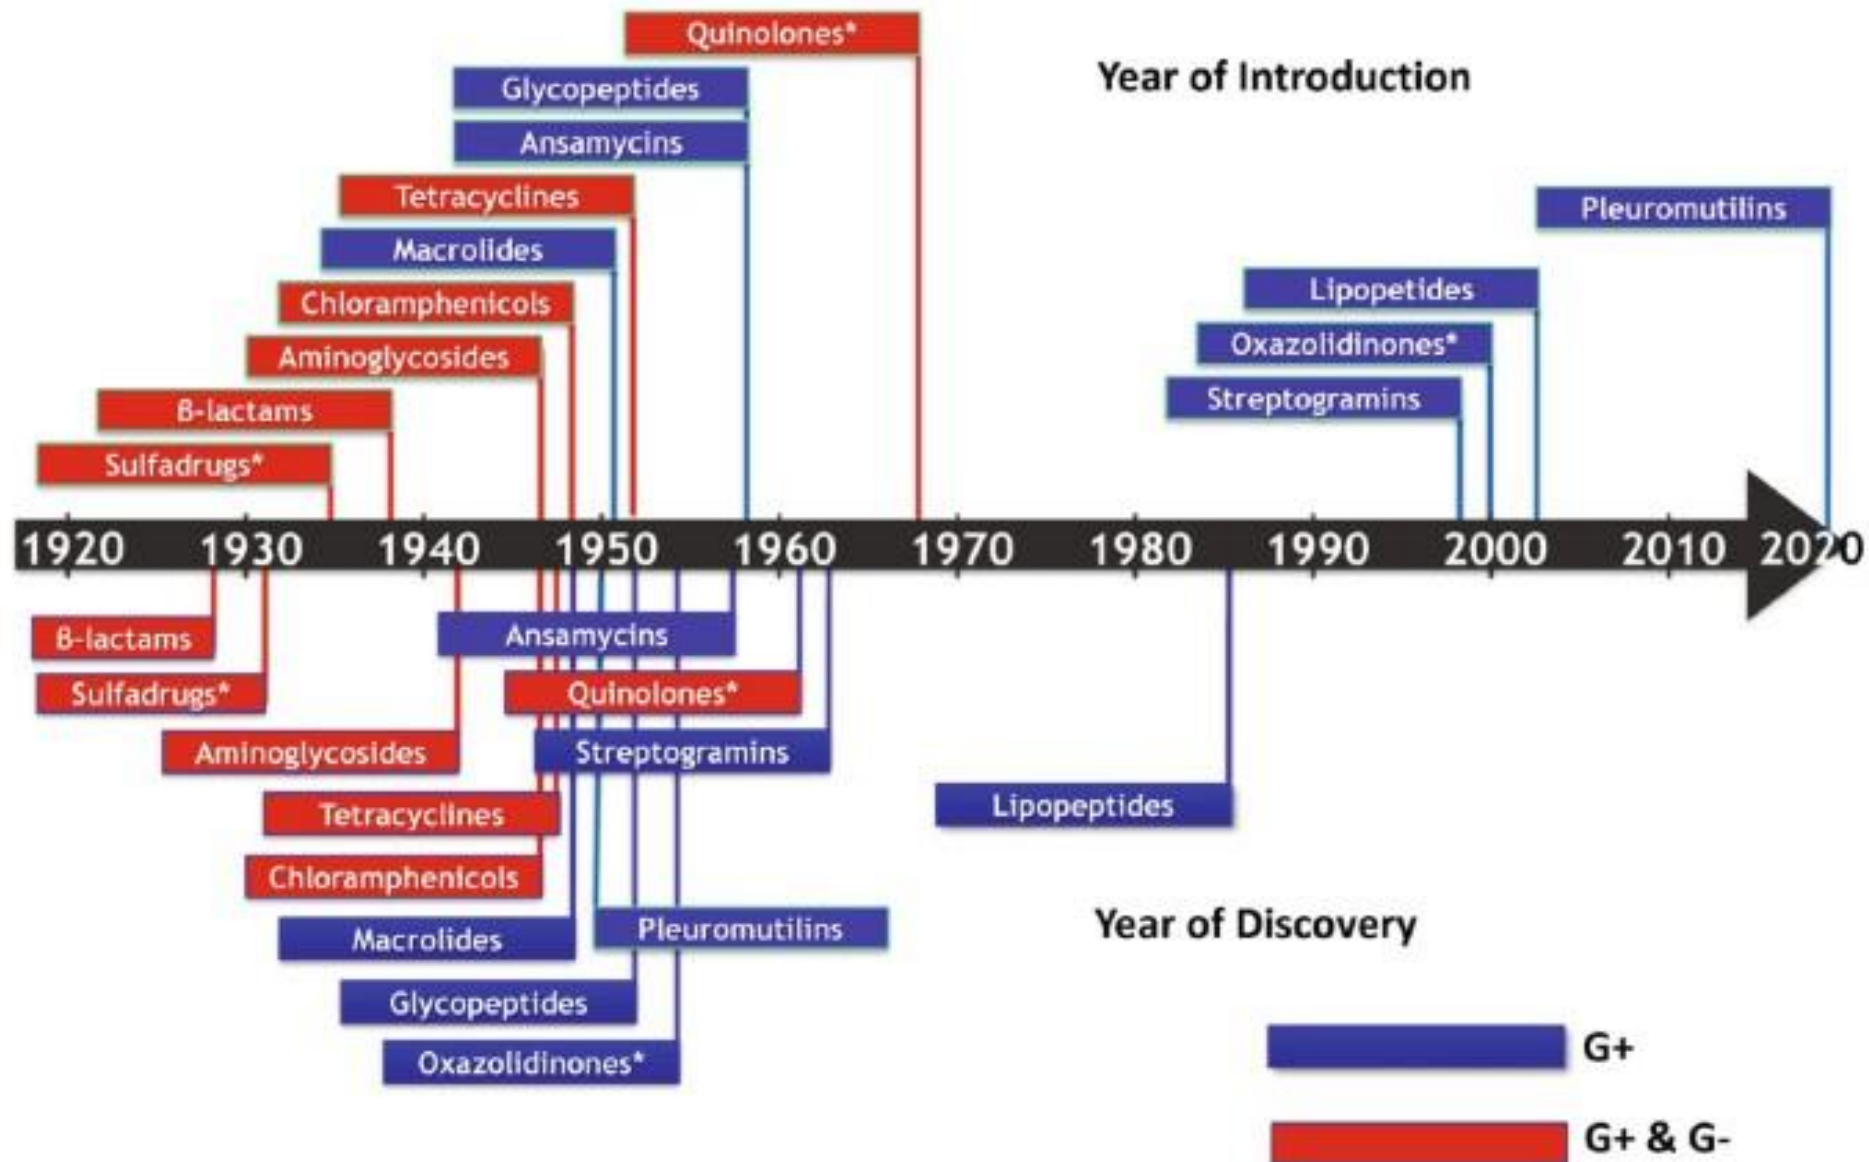 Quinolones*
Year of Introduction
Glycopeptides
Ansamycins
Tetracyclines
Pleuromutilins
Macrolides
Lipopetides
Chloramphenicols
Oxazolidinones*
Aminoglycosides
Streptogramins
ß-lactams
Sulfadrugs*
1920 1930 1940 1950 1960 1970 1980 1990 2000 2010 2020
ß-lactams
Ansamycins
Sulfadrugs*
Quinolones*
Aminoglycosides
Streptogramins
Lipopeptides
Tetracyclines
Chloramphenicols
Year of Discovery
Pleuromutilins
Macrolides
Glycopeptides
G+
Oxazolidinones*
G+ & G-